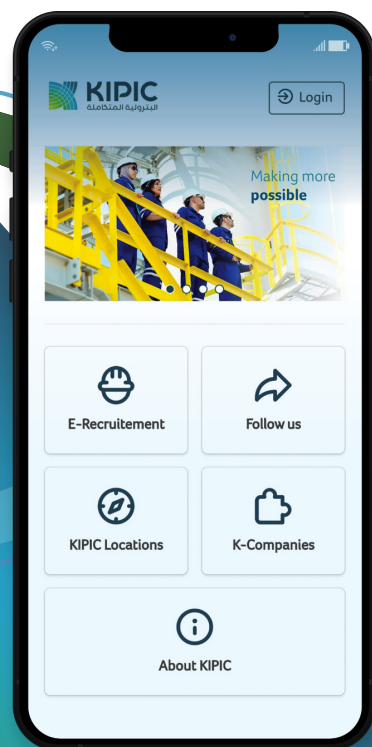 KIPIC
البترولية المتكاملة
Login
Making more
possible
E-Recruitement
Follow us
KIPIC Locations
K-Companies
About KIPIC